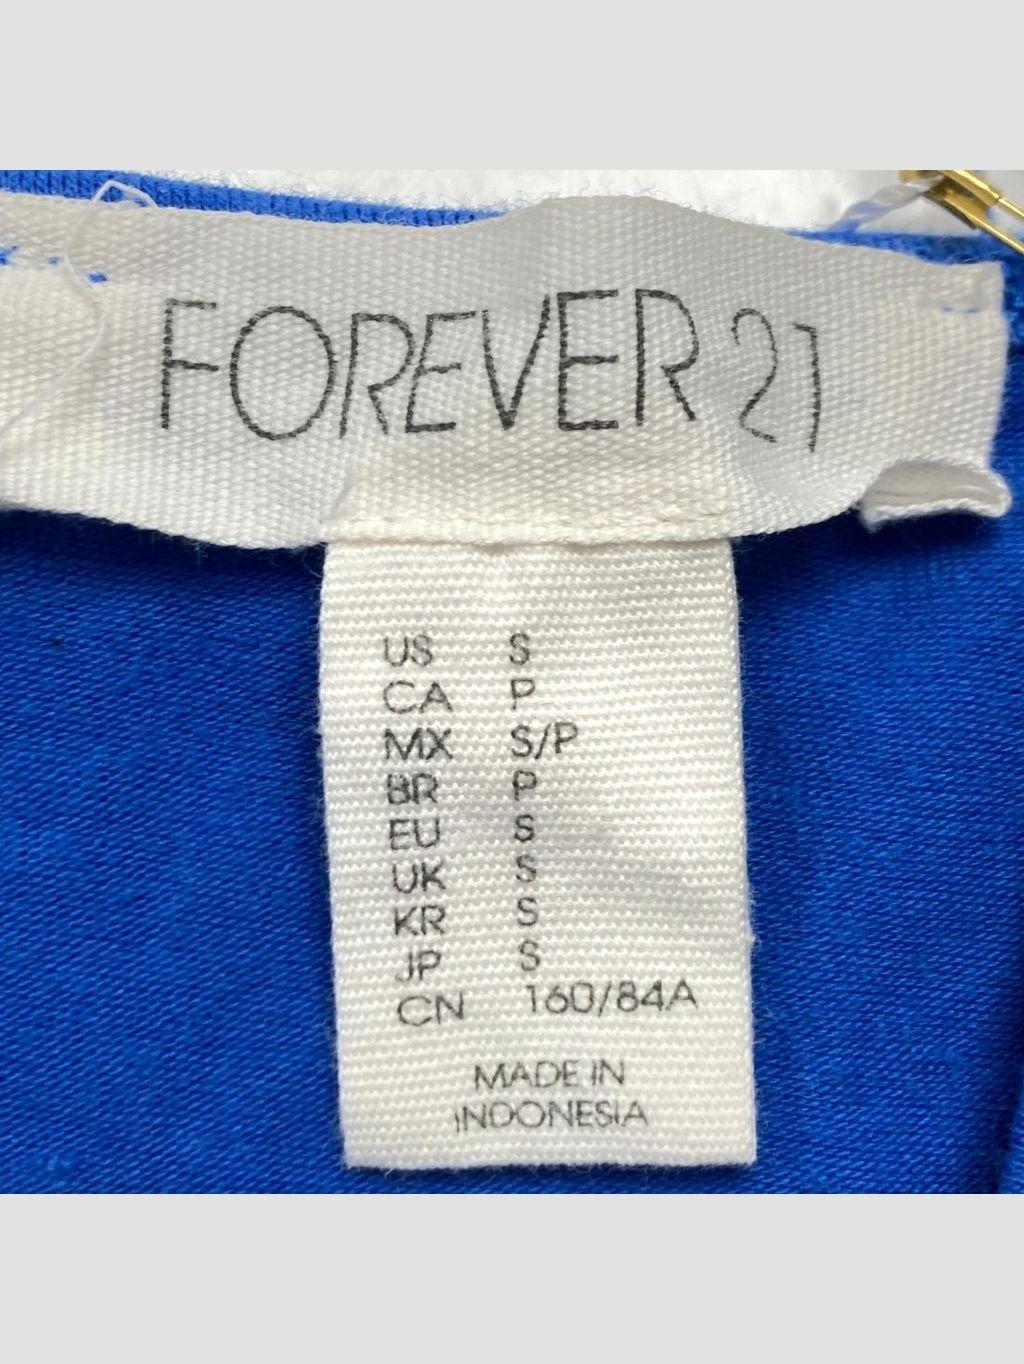 FOREVER 21
US S
CA P
MX S/P
BR P
EU S
UK S
KR S
JP S
CN 160/84A
MADE IN
INDONESIA